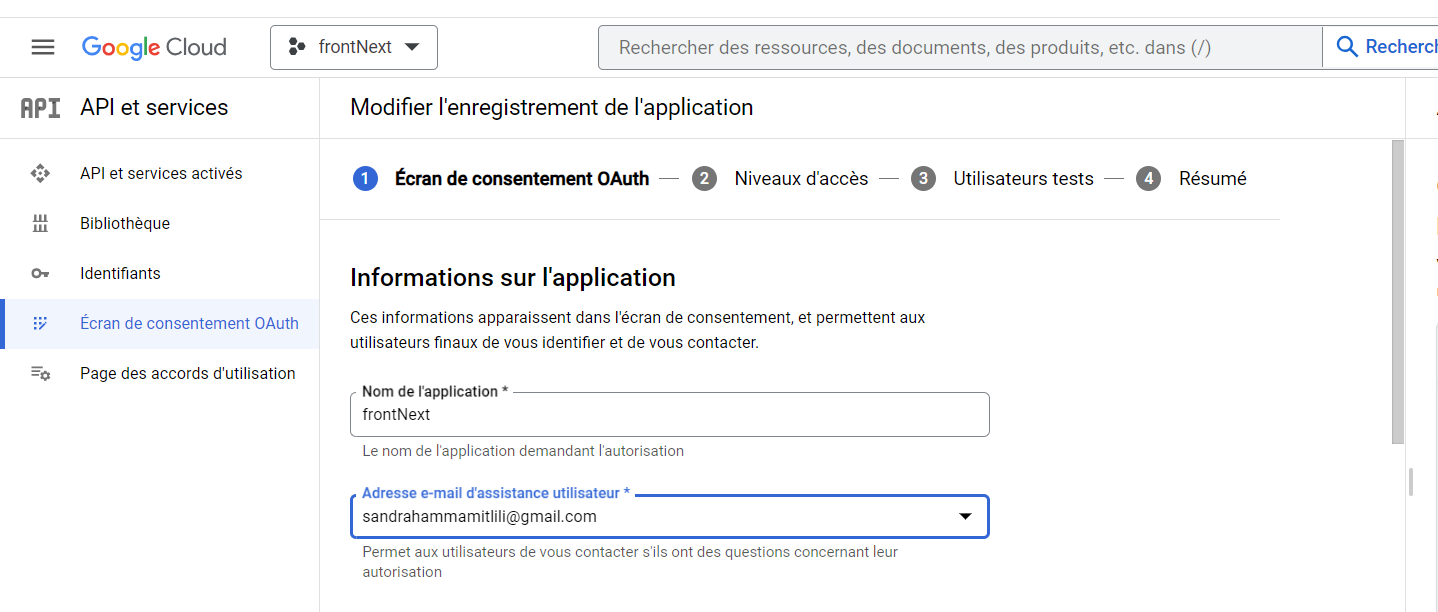 Google Cloud
frontNext
Rechercher des ressources, des documents, des produits, etc. dans (/)
API
API et services
Modifier l'enregistrement de l'application
API et services activés
Bibliothèque
Identifiants
Écran de consentement OAuth
Page des accords d'utilisation
1 Écran de consentement OAuth
2 Niveaux d'accès
3 Utilisateurs tests
4 Résumé
Informations sur l'application
Ces informations apparaissent dans l'écran de consentement, et permettent aux
utilisateurs finaux de vous identifier et de vous contacter.
Nom de l'application *
frontNext
Le nom de l'application demandant l'autorisation
Adresse e-mail d'assistance utilisateur *
sandrahammamitlili@gmail.com
Permet aux utilisateurs de vous contacter s'ils ont des questions concernant leur
autorisation